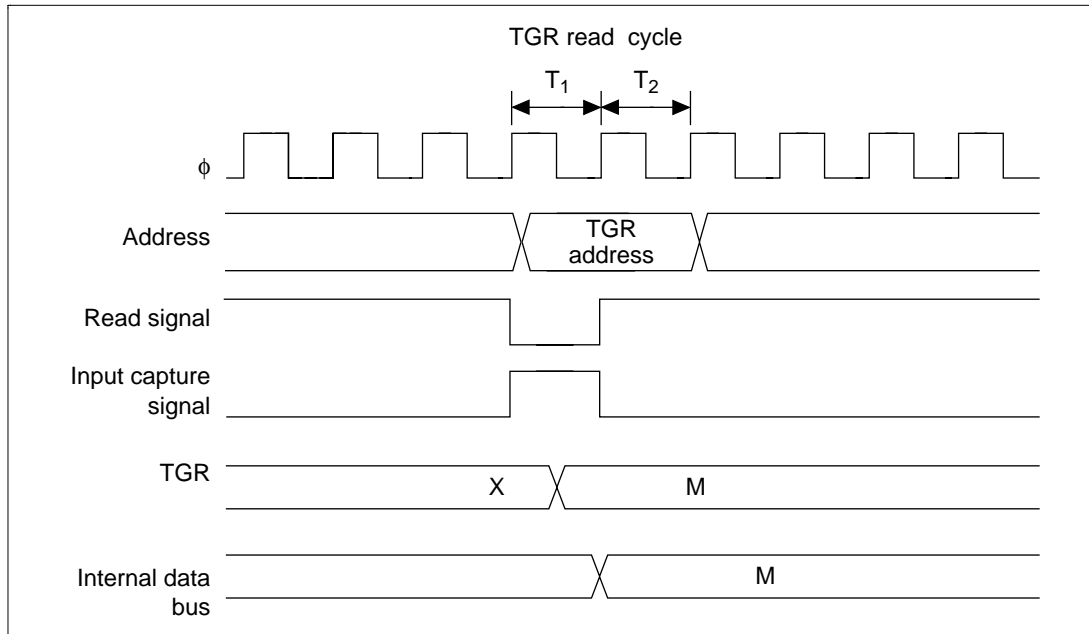 TGR read cycle
T1 T2
ϕ
Address
TGR
address
Read signal
Input capture
signal
TGR
X M
Internal data
bus
M